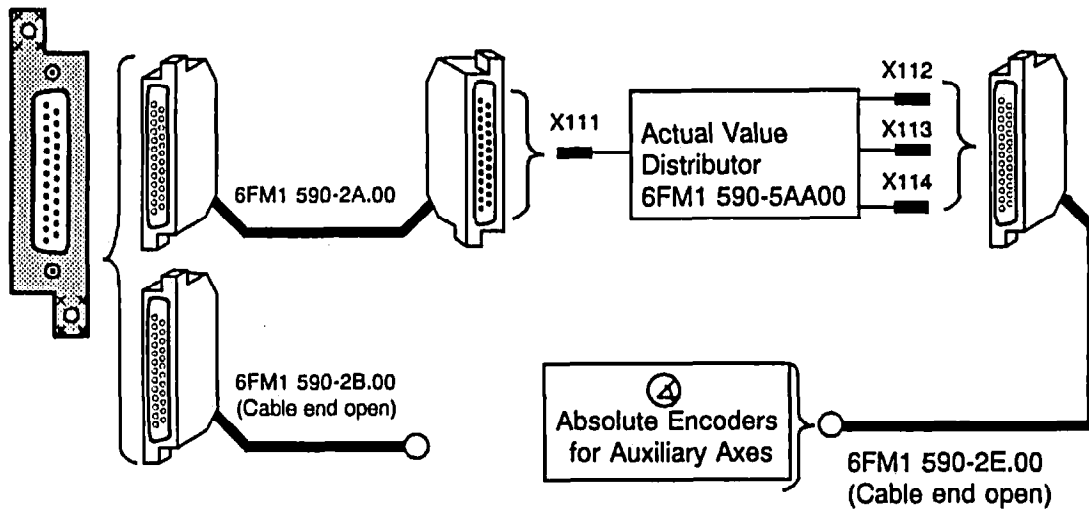 6FM1 590-2A.00
X111
Actual Value
Distributor
6FM1 590-5AA00
X112
X113
X114
6FM1 590-2B.00
(Cable end open)
Absolute Encoders
for Auxiliary Axes
6FM1 590-2E.00
(Cable end open)